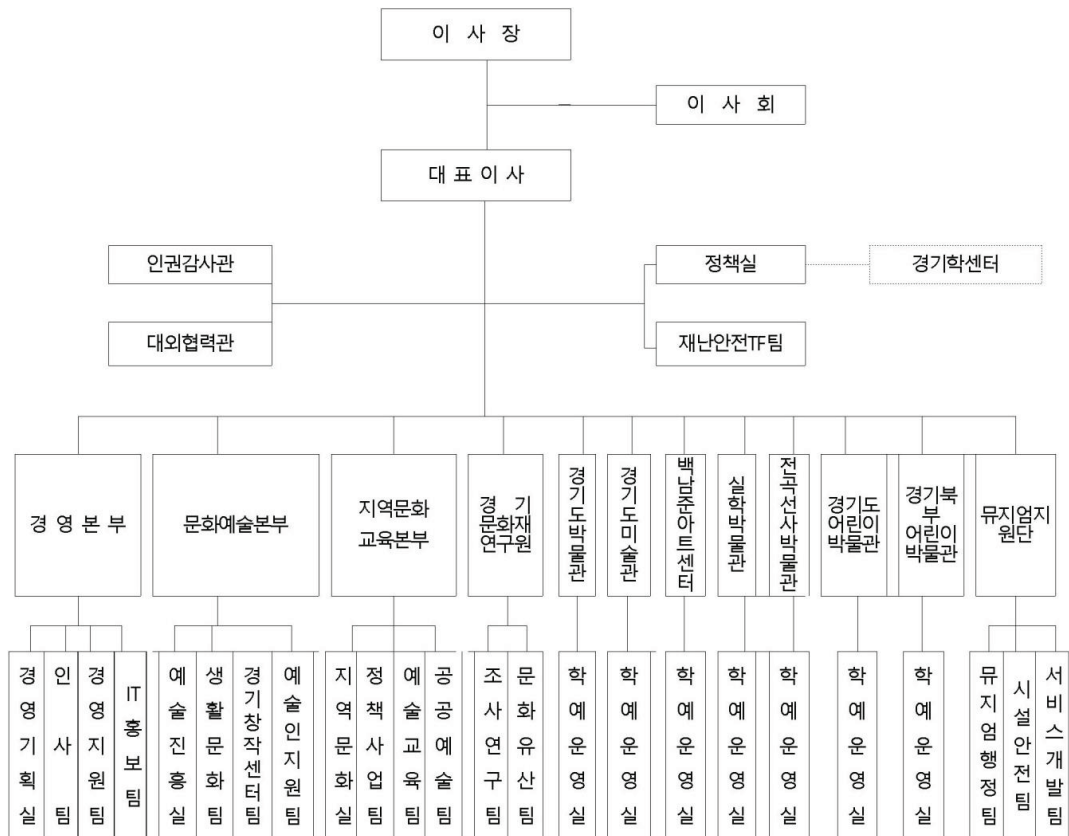 이 사 장
이 사 회
대 표 이 사
인권감사관
정책실
경기학센터
대외협력관
재난안전TF팀
경 영 본 부
문화예술본부
지역문화
교육본부
경 기
문화재
연구원
경기도박물관
경기도미술관
백남준아트센터
실학박물관
전곡선사박물관
경기도
어린이
박물관
경기북
부
어린이
박물관
뮤지엄지
원단
경영기획실
인 사 팀
경영지원팀
IT홍보팀
예술진흥실
생활문화팀
경기창작센터팀
예술인지원팀
지역문화실
정책사업팀
예술교육팀
공공예술팀
조사연구팀
문화유산팀
학예운영실
학예운영실
학예운영실
학예운영실
학예운영실
학예운영실
학예운영실
뮤지엄행정팀
시설안전팀
서비스개발팀